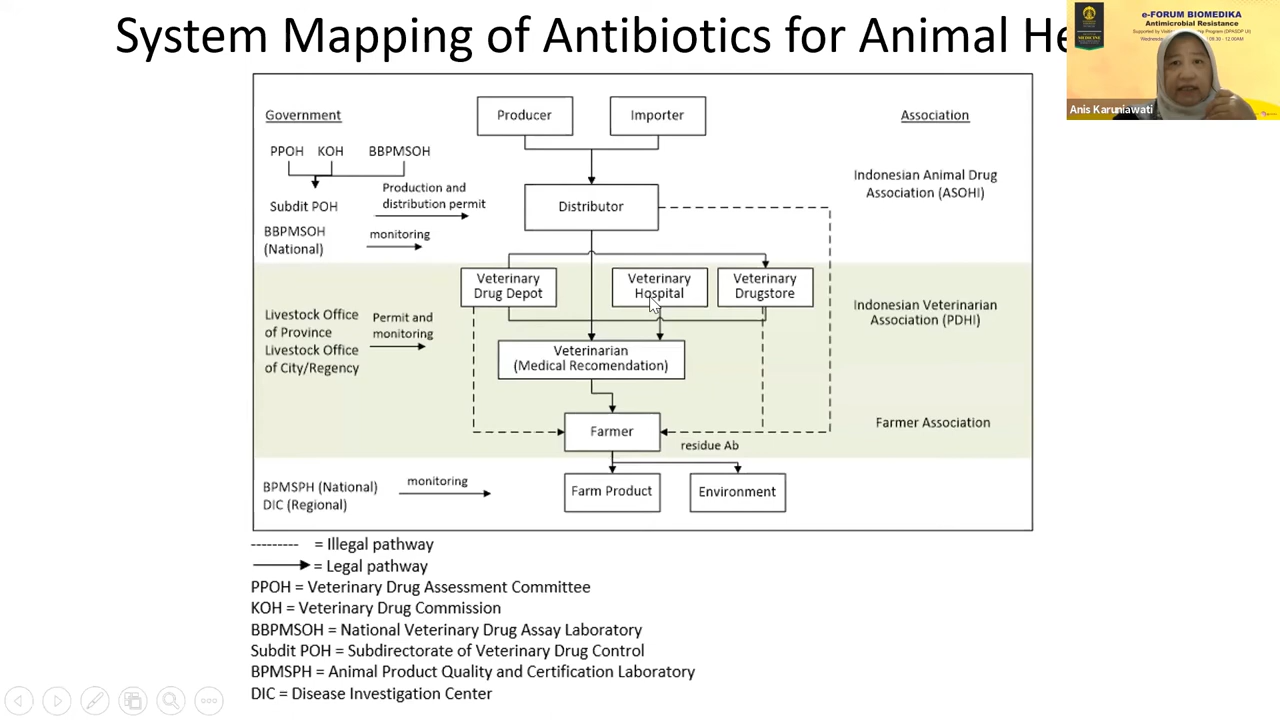 System Mapping of Antibiotics for Animal He
e-FORUM BIOMEDIKA
Antimicrobial Resistance
Anis Karuniawati
Government
Producer
Importer
Association
PPOH KOH BBPMSOH
Subdit POH
Production and
distribution permit
Distributor
Indonesian Animal Drug
Association (ASOHI)
BBPMSOH
(National)
monitoring
Veterinary
Drug Depot
Veterinary
Hospital
Veterinary
Drugstore
Livestock Office
of Province
Livestock Office
of City/Regency
Permit and
monitoring
Indonesian Veterinarian
Association (PDHI)
Veterinarian
(Medical Recomendation)
Farmer
Farmer Association
residue Ab
BPMSPH (National)
DIC (Regional)
monitoring
Farm Product
Environment
--------- = Illegal pathway
= Legal pathway
PPOH = Veterinary Drug Assessment Committee
KOH = Veterinary Drug Commission
BBPMSOH = National Veterinary Drug Assay Laboratory
Subdit POH = Subdirectorate of Veterinary Drug Control
BPMSPH = Animal Product Quality and Certification Laboratory
DIC = Disease Investigation Center